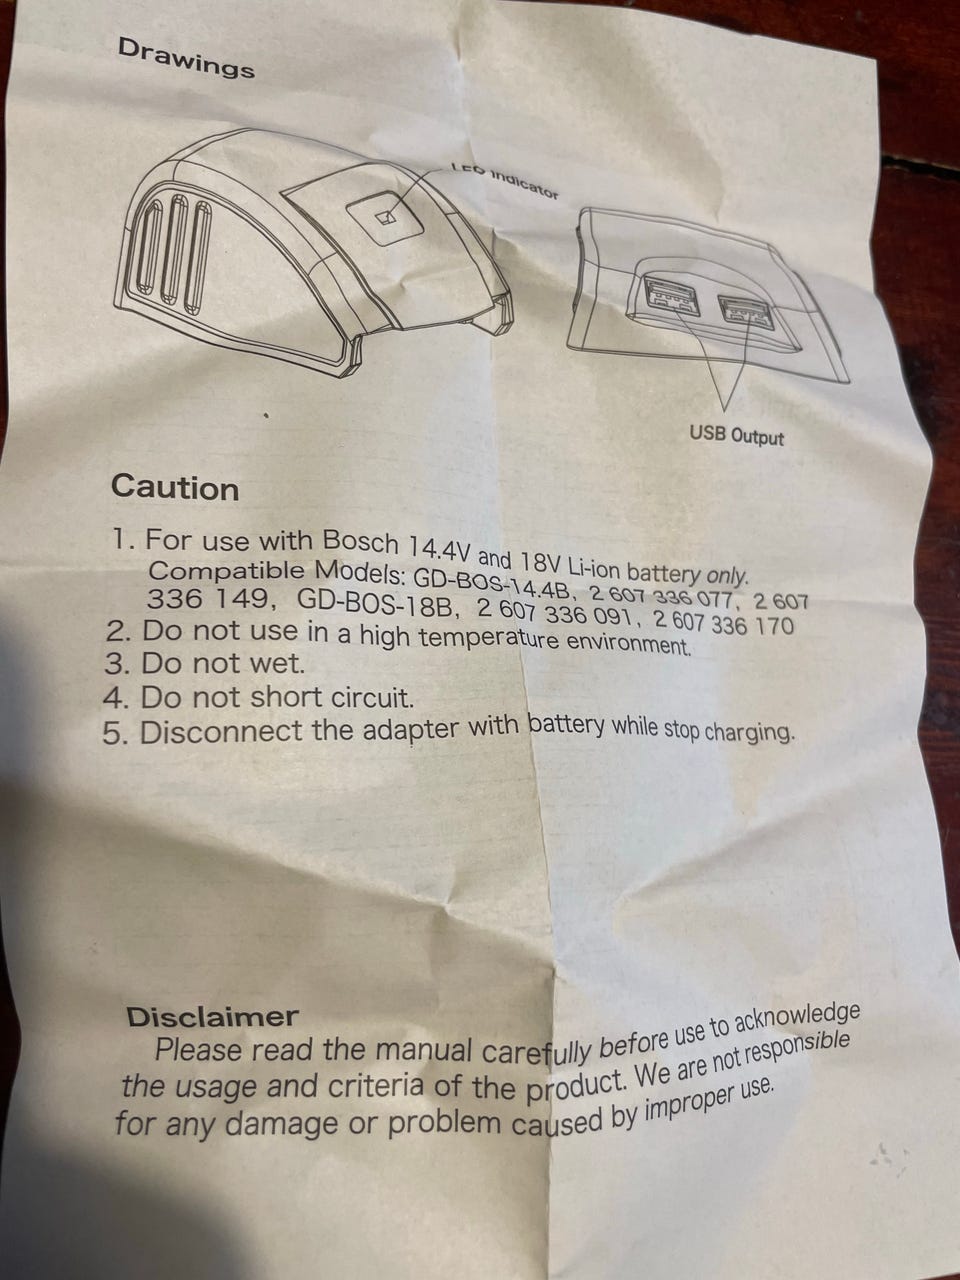 Drawings
LED Indicator
USB Output
Caution
1. For use with Bosch 14.4V and 18V Li-ion battery only.
Compatible Models: GD-BOS-14.4B, 2 607 336 077, 2 607
336 149, GD-BOS-18B, 2 607 336 091, 2 607 336 170
2. Do not use in a high temperature environment.
3. Do not wet.
4. Do not short circuit.
5. Disconnect the adapter with battery while stop charging.
Disclaimer
Please read the manual carefully before use to acknowledge
the usage and criteria of the product. We are not responsible
for any damage or problem caused by improper use.